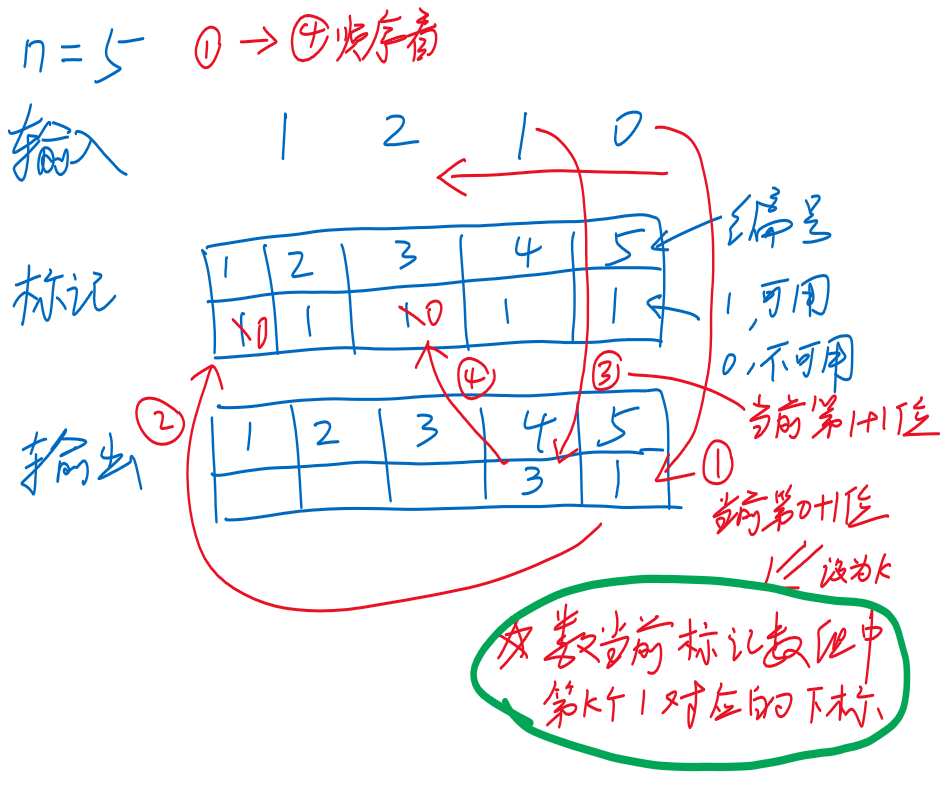 n=5 ①→④顺序看
输入 1 2 1 0
编号
1 2 3 4 5
标记
1 0 1 1 0 1 1
1,可用
0,不可用
② ④ ③
当前第1+1位
输出
1 2 3 4 5
3 1
①
当前第0+1位
设为k
☆数当前标记数组中
第k个1对应的下标